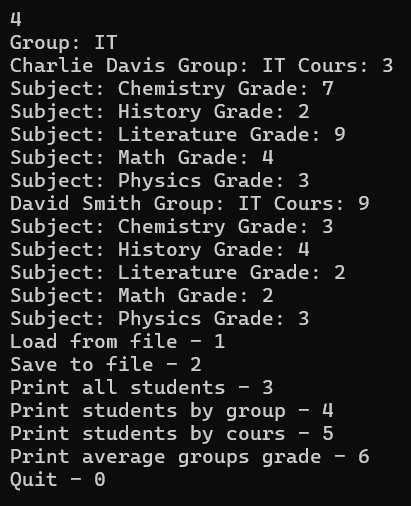 4
Group: IT
Charlie Davis Group: IT Cours: 3
Subject: Chemistry Grade: 7
Subject: History Grade: 2
Subject: Literature Grade: 9
Subject: Math Grade: 4
Subject: Physics Grade: 3
David Smith Group: IT Cours: 9
Subject: Chemistry Grade: 3
Subject: History Grade: 4
Subject: Literature Grade: 2
Subject: Math Grade: 2
Subject: Physics Grade: 3
Load from file - 1
Save to file - 2
Print all students - 3
Print students by group - 4
Print students by cours - 5
Print average groups grade - 6
Quit - 0